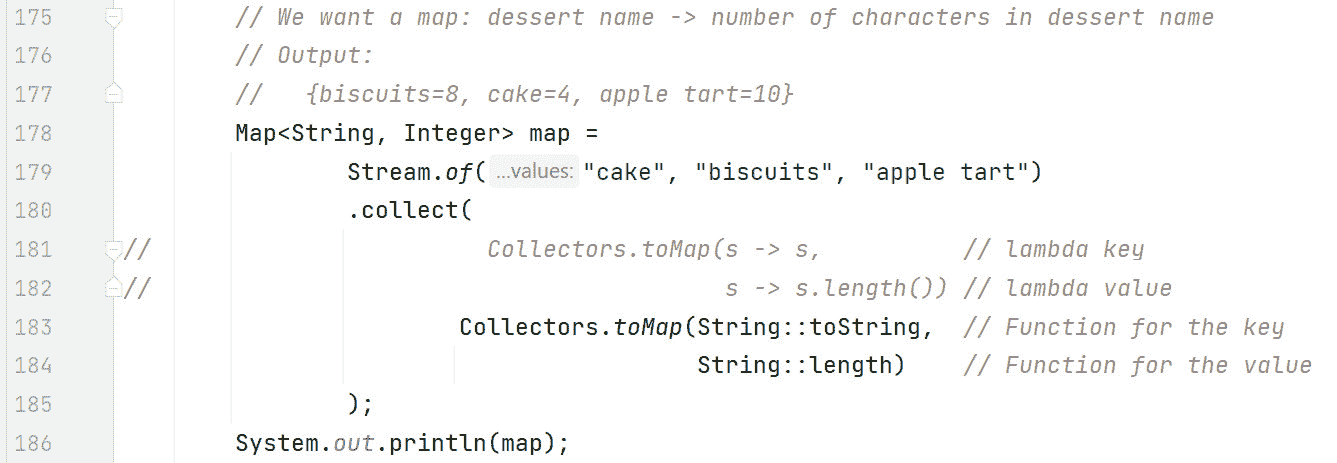 175 // We want a map: dessert name -> number of characters in dessert name
176 // Output:
177 //   {biscuits=8, cake=4, apple tart=10}
178 Map<String, Integer> map =
179 Stream.of( ...values: "cake", "biscuits", "apple tart")
180 .collect(
181 // Collectors.toMap(s -> s, // lambda key
182 // s -> s.length()) // lambda value
183 Collectors.toMap(String::toString, // Function for the key
184 String::length) // Function for the value
185 );
186 System.out.println(map);